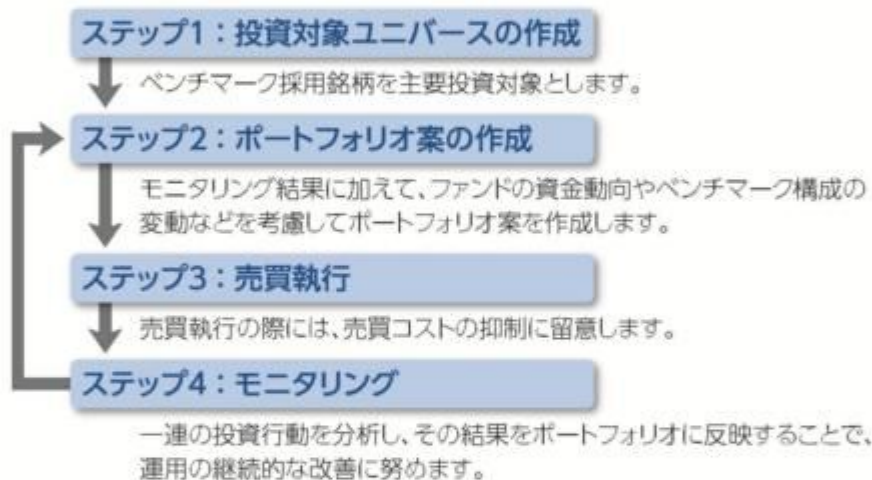 ステップ1：投資対象ユニバースの作成
ベンチマーク採用銘柄を主要投資対象とします。
ステップ2：ポートフォリオ案の作成
モニタリング結果に加えて、ファンドの資金動向やベンチマーク構成の
変動などを考慮してポートフォリオ案を作成します。
ステップ3：売買執行
売買執行の際には、売買コストの抑制に留意します。
ステップ4：モニタリング
一連の投資行動を分析し、その結果をポートフォリオに反映することで、
運用の継続的な改善に努めます。